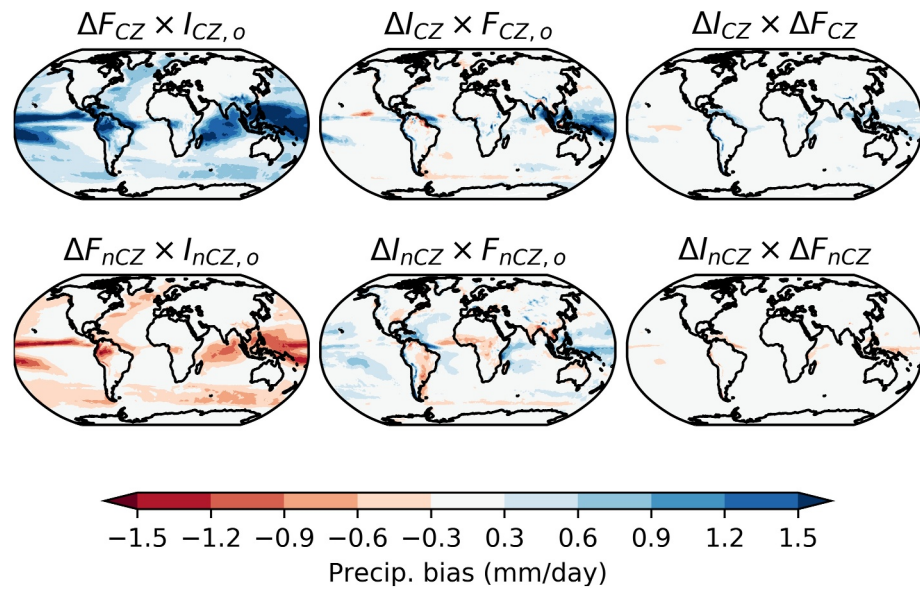 ΔF_CZ × I_CZ, o
ΔI_CZ × F_CZ, o
ΔI_CZ × ΔF_CZ
ΔF_nCZ × I_nCZ, o
ΔI_nCZ × F_nCZ, o
ΔI_nCZ × ΔF_nCZ
−1.5 −1.2 −0.9 −0.6 −0.3 0.3 0.6 0.9 1.2 1.5
Precip. bias (mm/day)